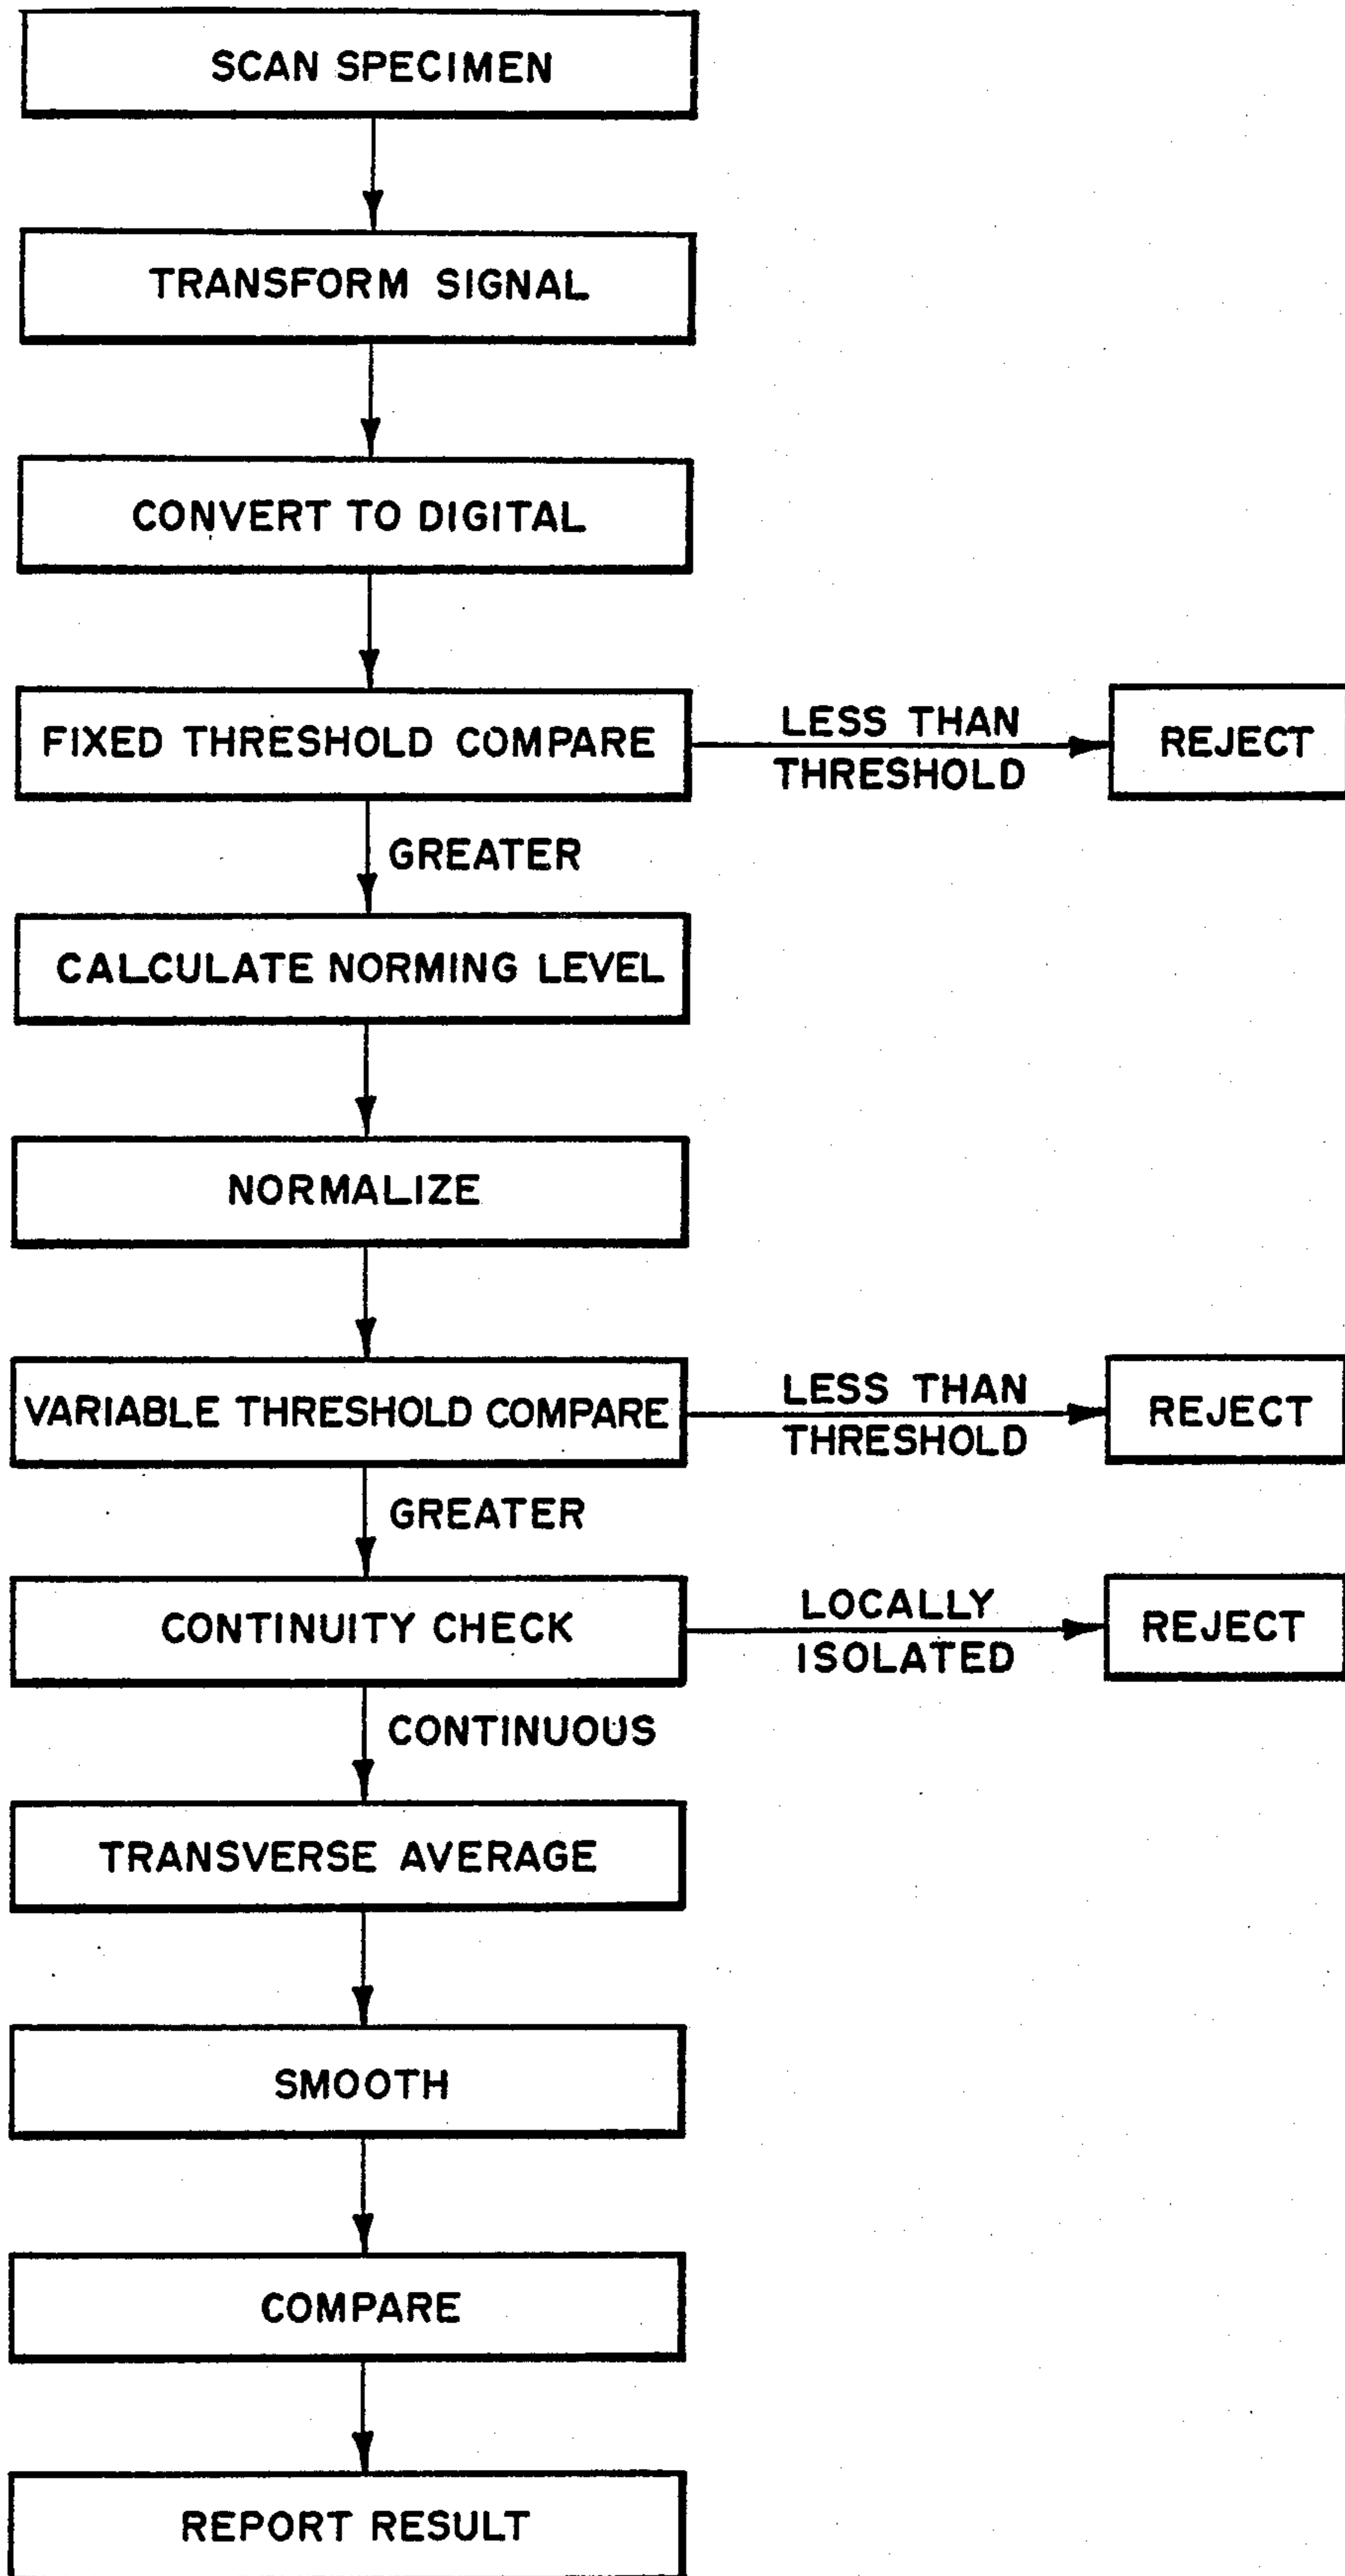 SCAN SPECIMEN
TRANSFORM SIGNAL
CONVERT TO DIGITAL
FIXED THRESHOLD COMPARE
LESS THAN
THRESHOLD
REJECT
GREATER
CALCULATE NORMING LEVEL
NORMALIZE
VARIABLE THRESHOLD COMPARE
LESS THAN
THRESHOLD
REJECT
GREATER
CONTINUITY CHECK
LOCALLY
ISOLATED
REJECT
CONTINUOUS
TRANSVERSE AVERAGE
SMOOTH
COMPARE
REPORT RESULT